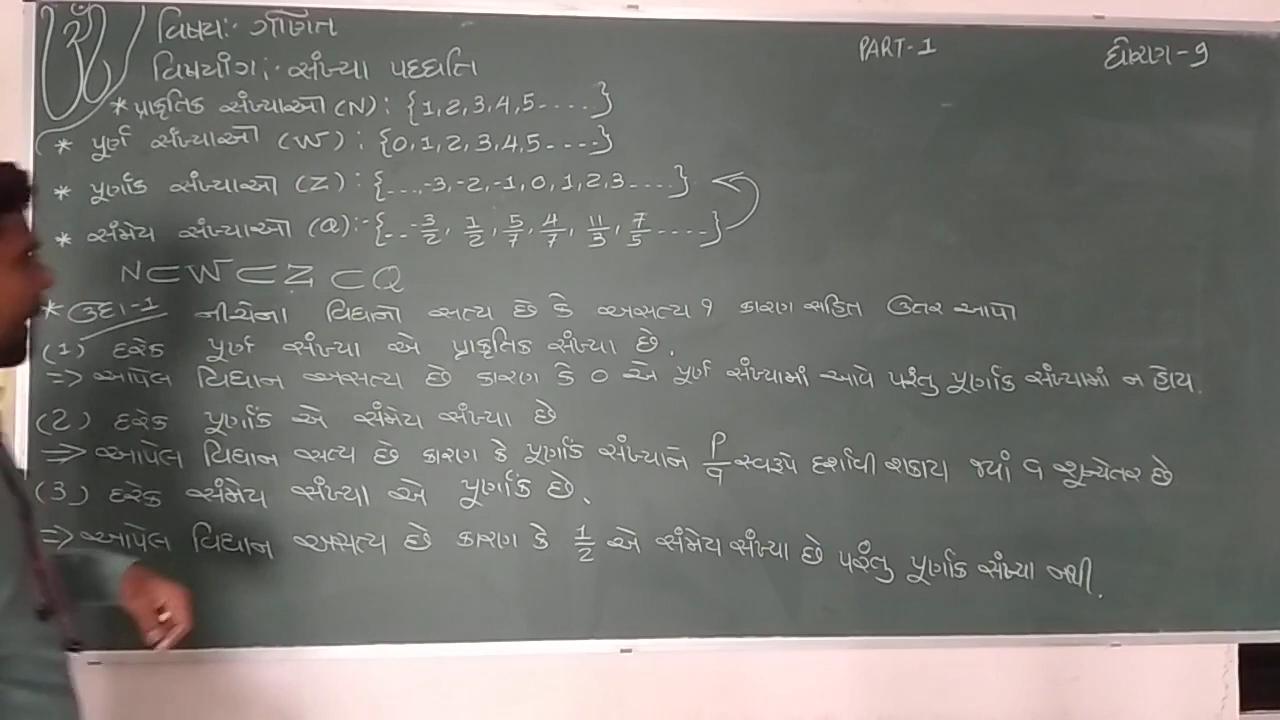 ૐ
વિષય:- ગણિત
PART-1
ધોરણ-9
વિષયાંગ:- સંખ્યા પદ્ધતિ
* પ્રાકૃતિક સંખ્યાઓ (N): {1,2,3,4,5-....}
* પૂર્ણ સંખ્યાઓ (W): {0,1,2,3,4,5-....}
* પૂર્ણાંક સંખ્યાઓ (Z): {...,-3,-2,-1,0,1,2,3-....}
* સંમેય સંખ્યાઓ (Q):-{..-3/2, 1/2, 5/7, 4/7, 11/3, 7/5 .....}
N⊂W⊂Z⊂Q
* ઉદા-1 નીચેના વિધાનો સત્ય છે કે અસત્ય ? કારણ સહિત ઉતર આપો
(1) દરેક પૂર્ણ સંખ્યા એ પ્રાકૃતિક સંખ્યા છે.
=> આપેલ વિધાન અસત્ય છે કારણ કે 0 એ પૂર્ણ સંખ્યામાં આવે પરંતુ પૂર્ણાંક સંખ્યામાં ન હોય.
(2) દરેક પૂર્ણાંક એ સંમેય સંખ્યા છે
=> આપેલ વિધાન સત્ય છે કારણ કે પૂર્ણાંક સંખ્યાને P/q સ્વરૂપે દર્શાવી શકાય જ્યાં q શૂન્યેતર છે
(3) દરેક સંમેય સંખ્યા એ પૂર્ણાંક છે.
=> આપેલ વિધાન અસત્ય છે કારણ કે 1/2 એ સંમેય સંખ્યા છે પરંતુ પૂર્ણાંક સંખ્યા નથી.